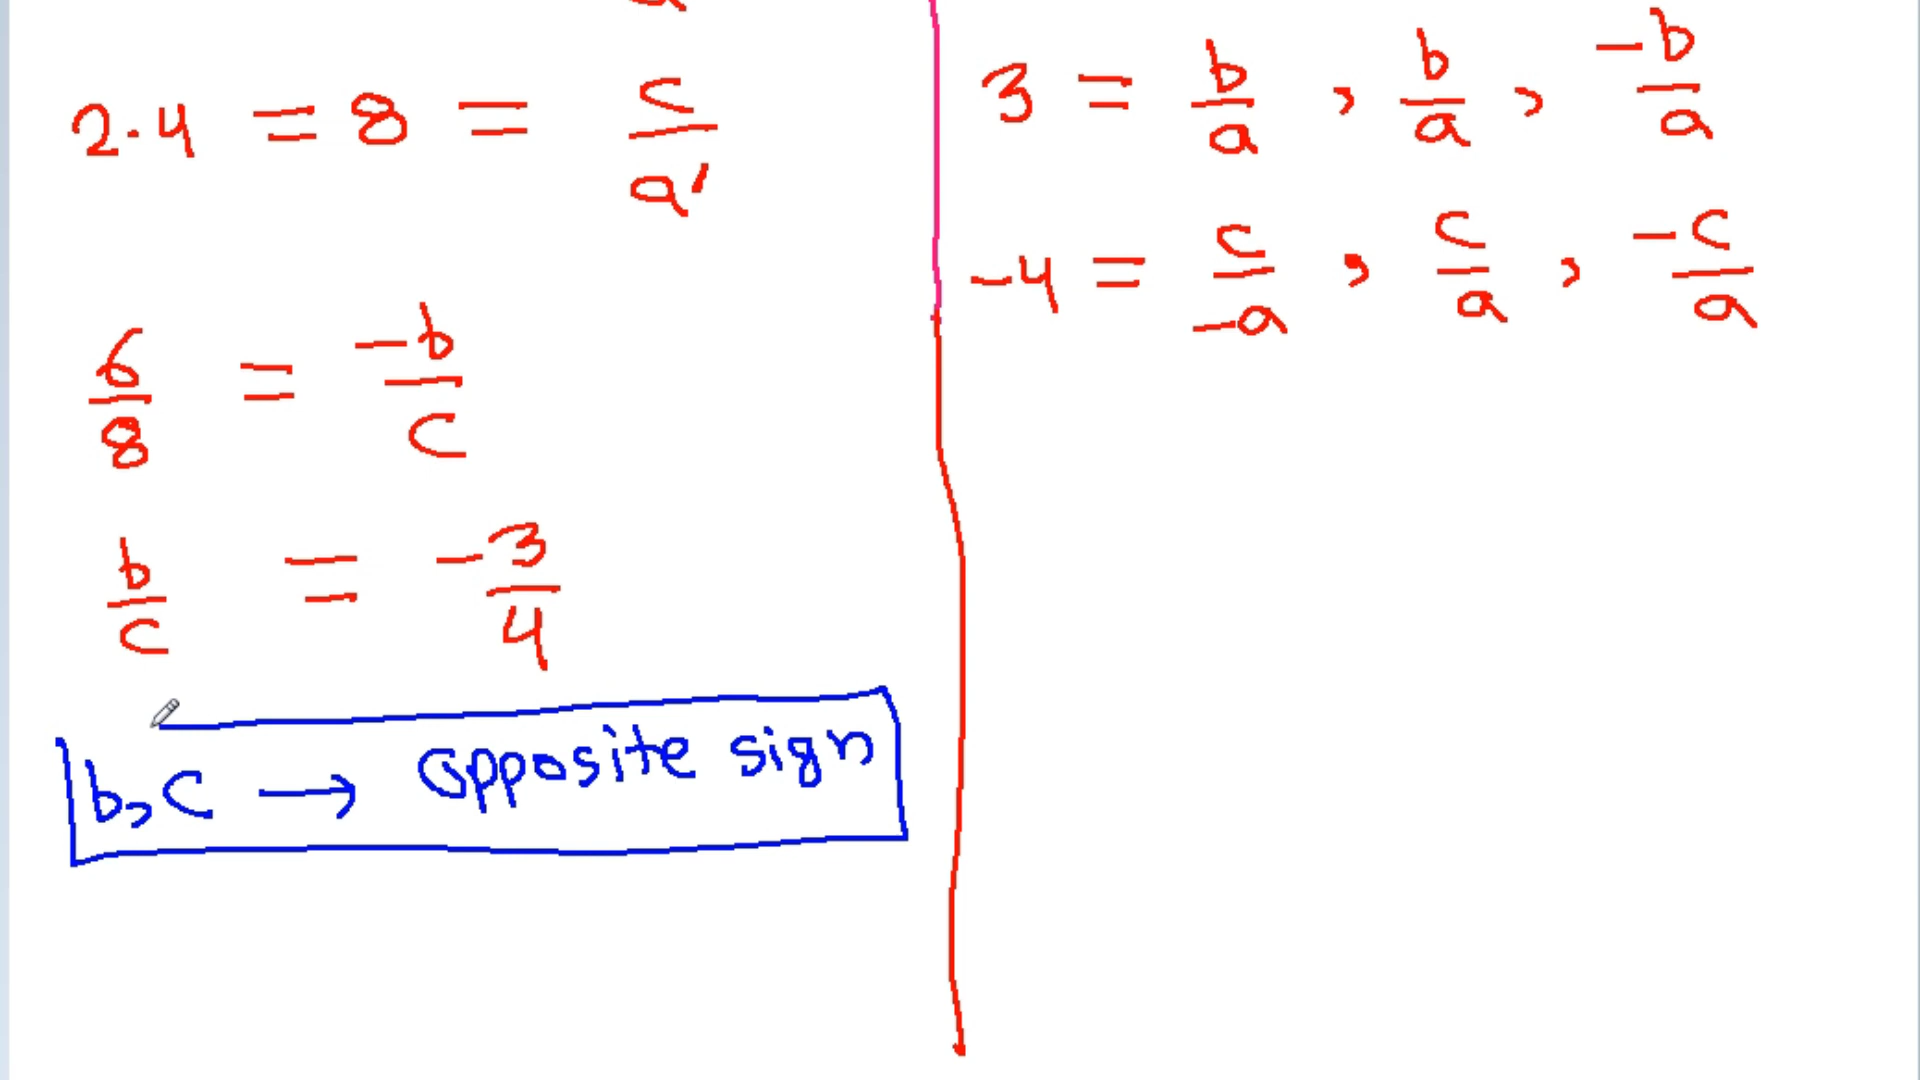 2·4 = 8 = c/a'
6/8 = -b/c
b/c = -3/4
b, c → opposite sign
3 = b/a, b/a, -b/a
-4 = c/-a, c/a, -c/a